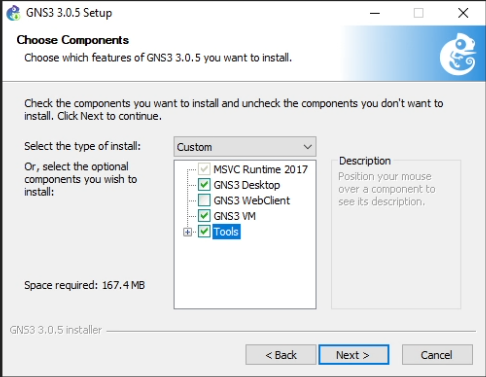 GNS3 3.0.5 Setup
Choose Components
Choose which features of GNS3 3.0.5 you want to install.
Check the components you want to install and uncheck the components you don't want to
install. Click Next to continue.
Select the type of install:
Custom
Or, select the optional
components you wish to
install:
MSVC Runtime 2017
GNS3 Desktop
GNS3 WebClient
GNS3 VM
Tools
Description
Position your mouse
over a component to
see its description.
Space required: 167.4 MB
GNS3 3.0.5 installer
< Back
Next >
Cancel